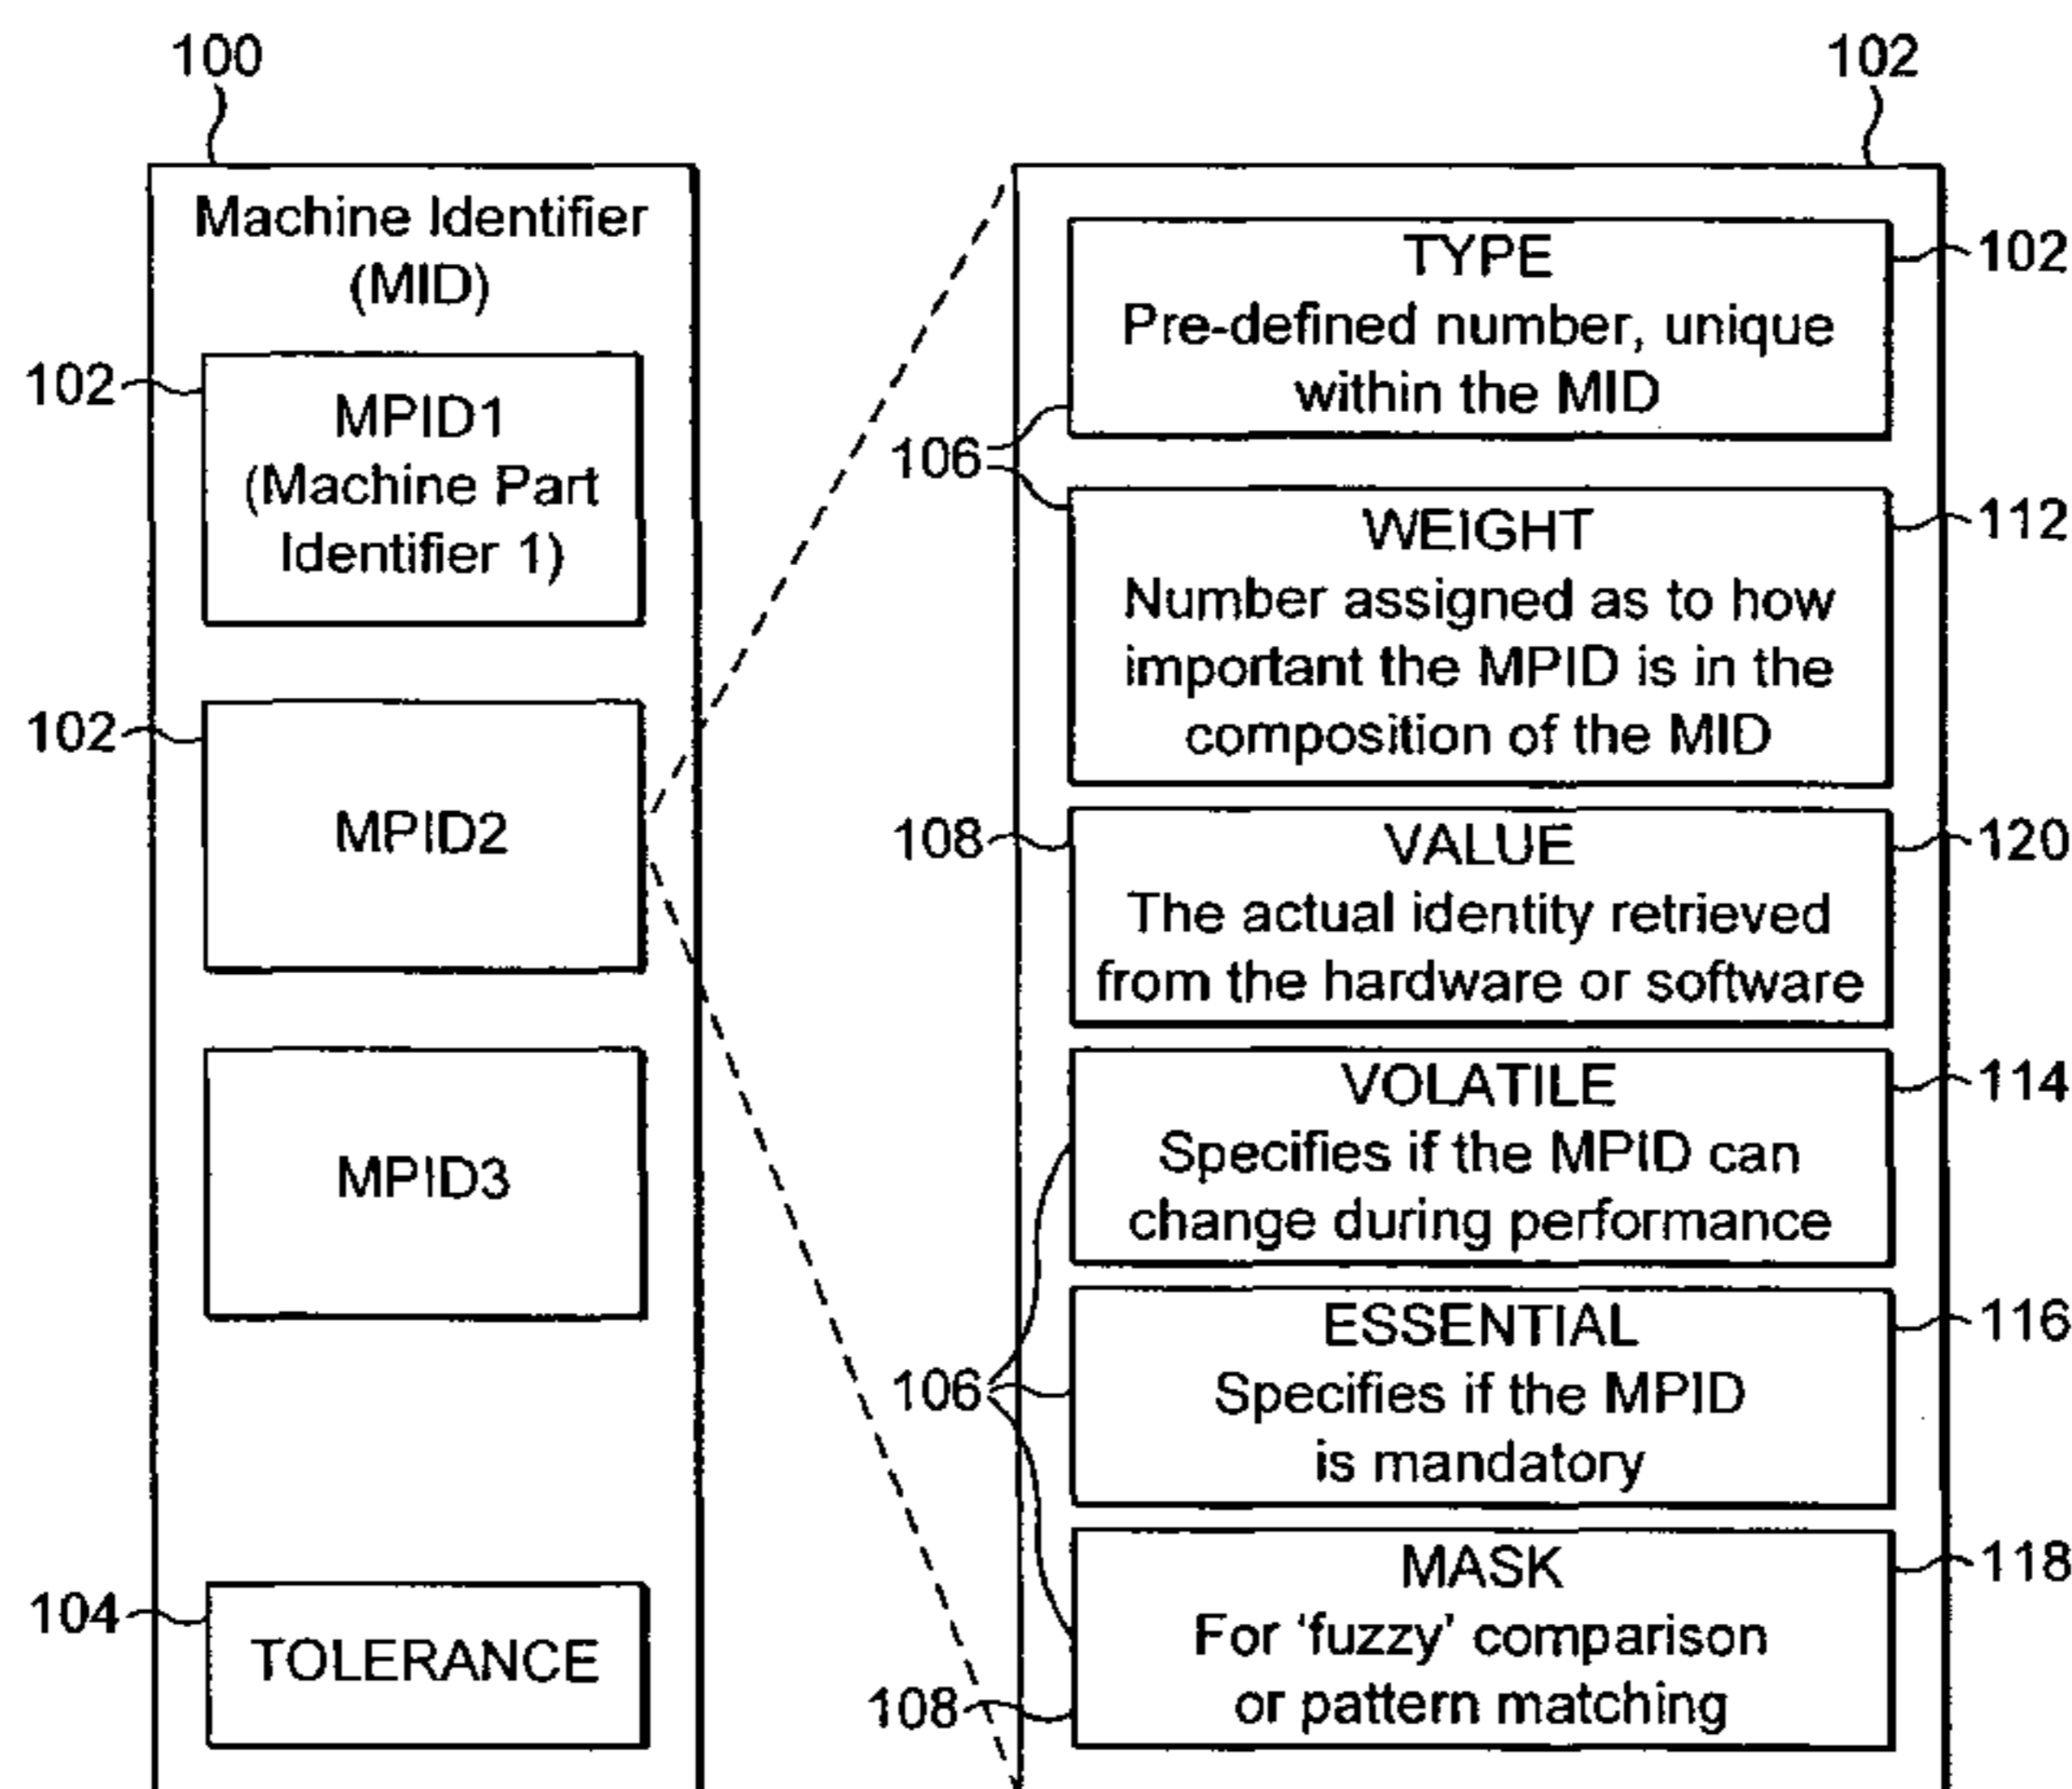 100
102
Machine Identifier
(MID)
102
MPID1
(Machine Part
Identifier 1)
102
MPID2
MPID3
104
TOLERANCE
TYPE
102
Pre-defined number, unique
within the MID
106
WEIGHT
112
Number assigned as to how
important the MPID is in the
composition of the MID
108
VALUE
120
The actual identity retrieved
from the hardware or software
VOLATILE
114
Specifies if the MPID can
change during performance
106
ESSENTIAL
116
Specifies if the MPID
is mandatory
MASK
118
For ‘fuzzy’ comparison
or pattern matching
108